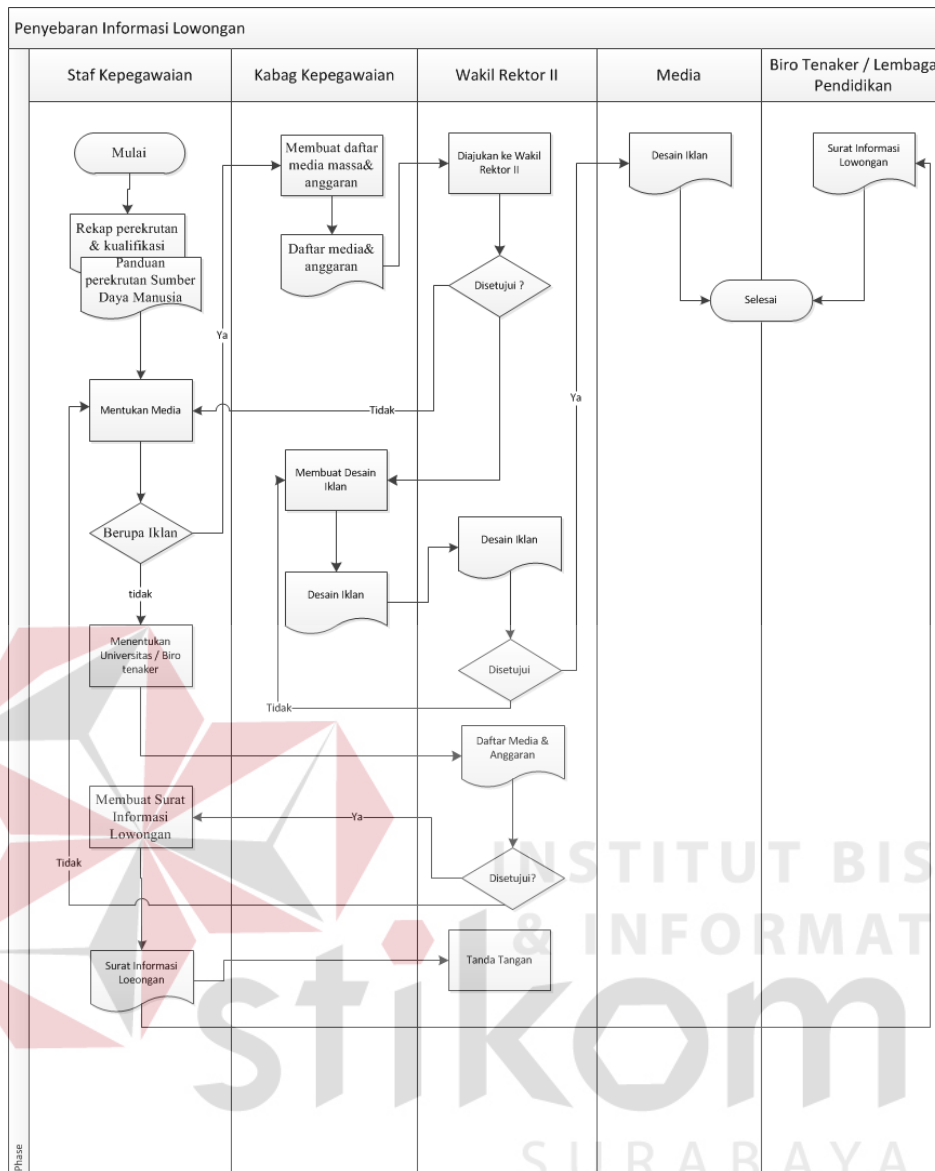 Penyebaran Informasi Lowongan
Staf Kepegawaian
Kabag Kepegawaian
Wakil Rektor II
Media
Biro Tenaker / Lembaga
Pendidikan
Mulai
Rekap perekrutan
& kualifikasi
Panduan
perekrutan Sumber
Daya Manusia
Mentukan Media
Berupa Iklan
Ya
tidak
Menentukan
Universitas / Biro
tenaker
Membuat Surat
Informasi
Lowongan
Tidak
Surat Informasi
Loeongan
Membuat daftar
media massa&
anggaran
Daftar media&
anggaran
Tidak
Membuat Desain
Iklan
Desain Iklan
Tidak
Ya
Diajukan ke Wakil
Rektor II
Disetujui ?
Desain Iklan
Disetujui
Daftar Media &
Anggaran
Disetujui?
Tanda Tangan
Ya
Desain Iklan
Surat Informasi
Lowongan
Selesai
Phase
INSTITUT BIS
& INFORMAT
stikom
SURABAYA